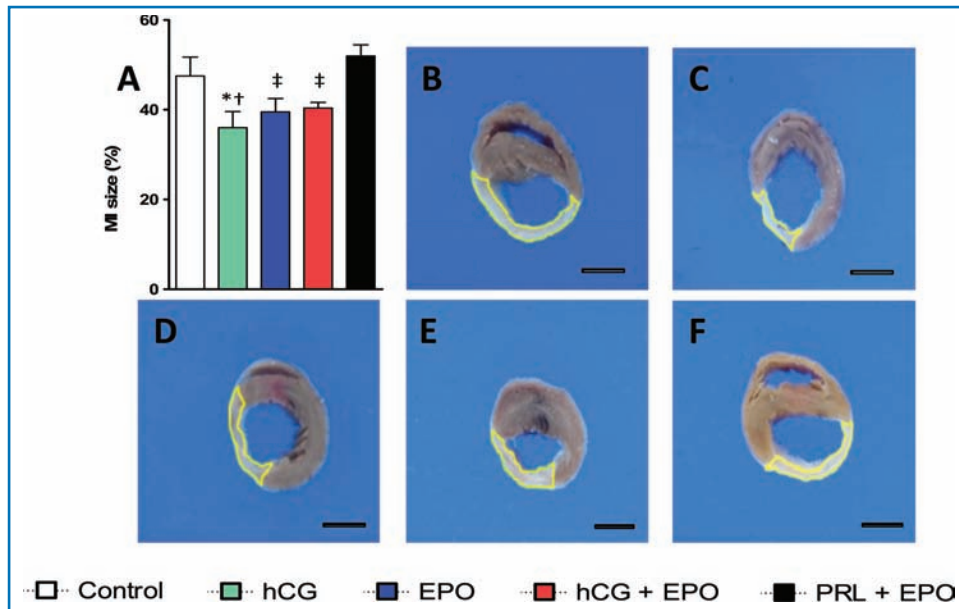 60
A
*†
‡
‡
40
MI size (%)
20
0
B
C
D
E
F
Control
hCG
EPO
hCG + EPO
PRL + EPO